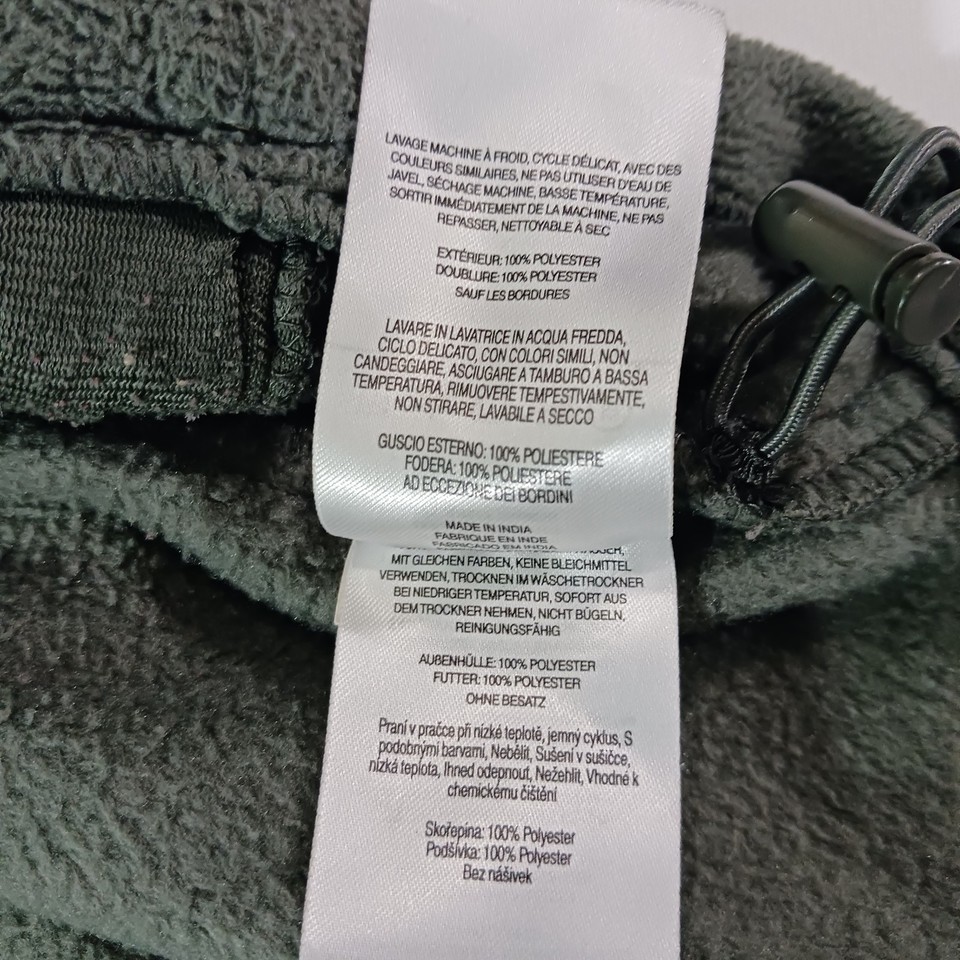 LAVAGE MACHINE À FROID, CYCLE DÉLICAT, AVEC DES
COULEURS SIMILAIRES, NE PAS UTILISER D'EAU DE
JAVEL, SÉCHAGE MACHINE, BASSE TEMPÉRATURE,
SORTIR IMMÉDIATEMENT DE LA MACHINE, NE PAS
REPASSER, NETTOYABLE À SEC
EXTÉRIEUR: 100% POLYESTER
DOUBLURE: 100% POLYESTER
SAUF LES BORDURES
LAVARE IN LAVATRICE IN ACQUA FREDDA,
CICLO DELICATO, CON COLORI SIMILI, NON
CANDEGGIARE, ASCIUGARE A TAMBURO A BASSA
TEMPERATURA, RIMUOVERE TEMPESTIVAMENTE,
NON STIRARE, LAVABILE A SECCO
GUSCIO ESTERNO: 100% POLIESTERE
FODERA: 100% POLIESTERE
AD ECCEZIONE DEI BORDINI
MADE IN INDIA
FABRIQUE EN INDE
FABRICADO EM INDIA
MIT GLEICHEN FARBEN, KEINE BLEICHMITTEL
VERWENDEN, TROCKNEN IM WÄSCHETROCKNER
BEI NIEDRIGER TEMPERATUR, SOFORT AUS
DEM TROCKNER NEHMEN, NICHT BÜGELN,
REINIGUNGSFÄHIG
AUßENHÜLLE: 100% POLYESTER
FUTTER: 100% POLYESTER
OHNE BESATZ
Praní v pračce při nízké teplotě, jemný cyklus, S
podobnými barvami, Nebělit, Sušení v sušičce,
nízká teplota, Ihned odepnout, Nežehlit, Vhodné k
chemickému čištění
Skořepina: 100% Polyester
Podšívka: 100% Polyester
Bez nášivek